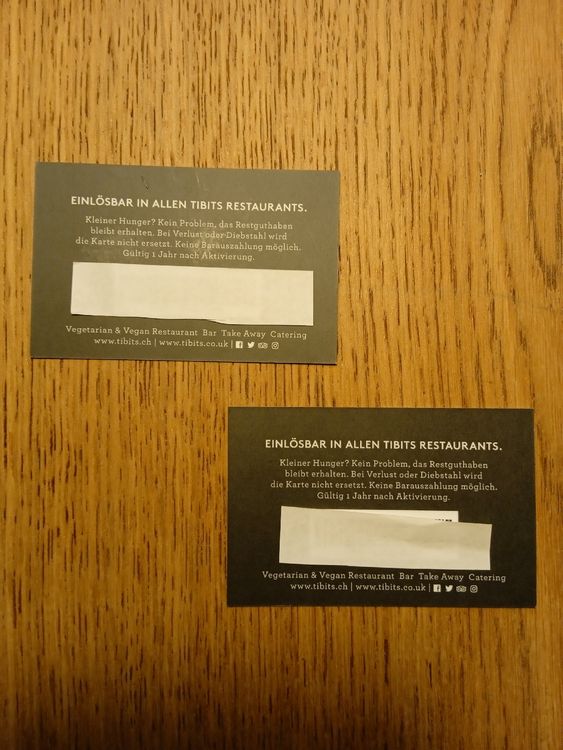 EINLÖSBAR IN ALLEN TIBITS RESTAURANTS.
Kleiner Hunger? Kein Problem, das Restguthaben
bleibt erhalten. Bei Verlust oder Diebstahl wird
die Karte nicht ersetzt. Keine Barauszahlung möglich.
Gültig 1 Jahr nach Aktivierung.
Vegetarian & Vegan Restaurant Bar Take Away Catering
www.tibits.ch | www.tibits.co.uk |
EINLÖSBAR IN ALLEN TIBITS RESTAURANTS.
Kleiner Hunger? Kein Problem, das Restguthaben
bleibt erhalten. Bei Verlust oder Diebstahl wird
die Karte nicht ersetzt. Keine Barauszahlung möglich.
Gültig 1 Jahr nach Aktivierung.
Vegetarian & Vegan Restaurant Bar Take Away Catering
www.tibits.ch | www.tibits.co.uk |